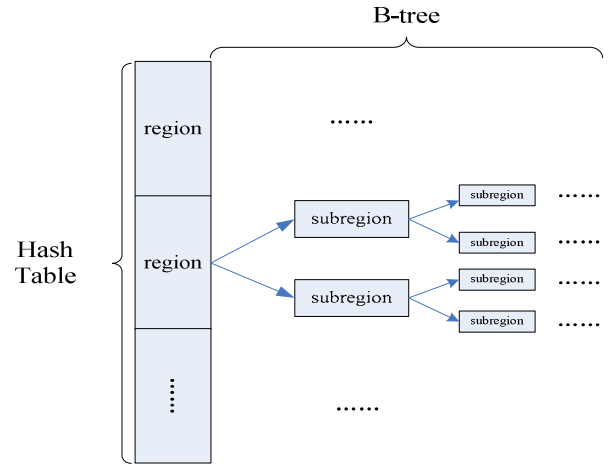 B-tree
region
......
subregion
subregion
......
subregion
......
Hash
Table
region
subregion
subregion
......
subregion
......
......
......